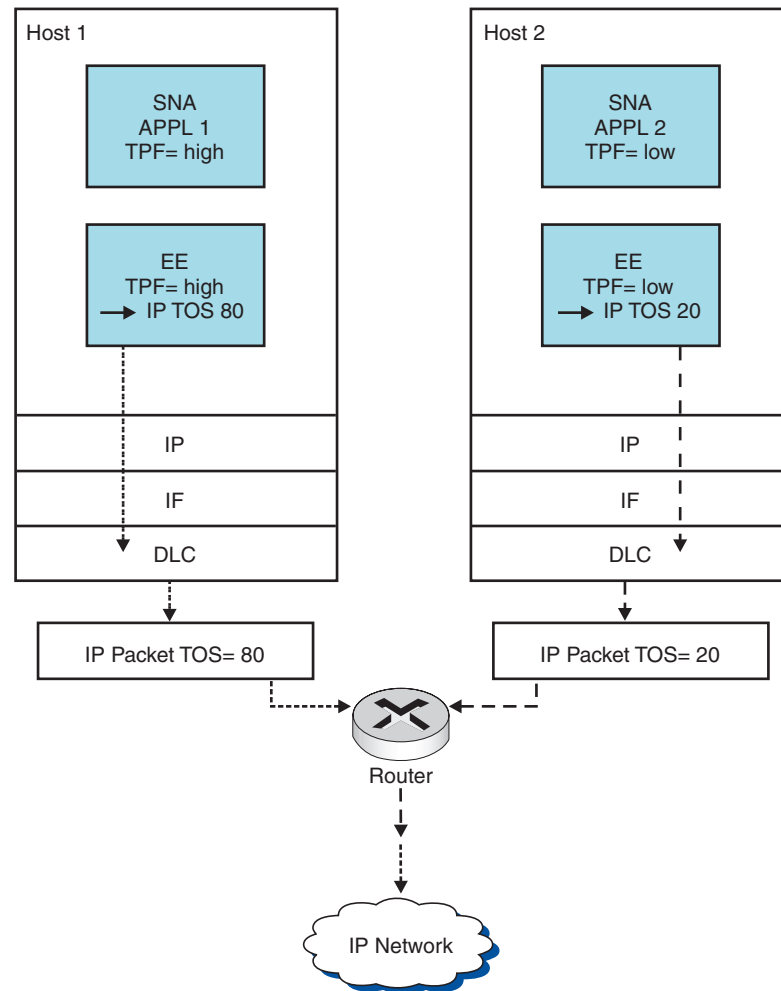 Host 1
SNA
APPL 1
TPF= high
EE
TPF= high
IP TOS 80
IP
IF
DLC
IP Packet TOS= 80
Host 2
SNA
APPL 2
TPF= low
EE
TPF= low
IP TOS 20
IP
IF
DLC
IP Packet TOS= 20
Router
IP Network